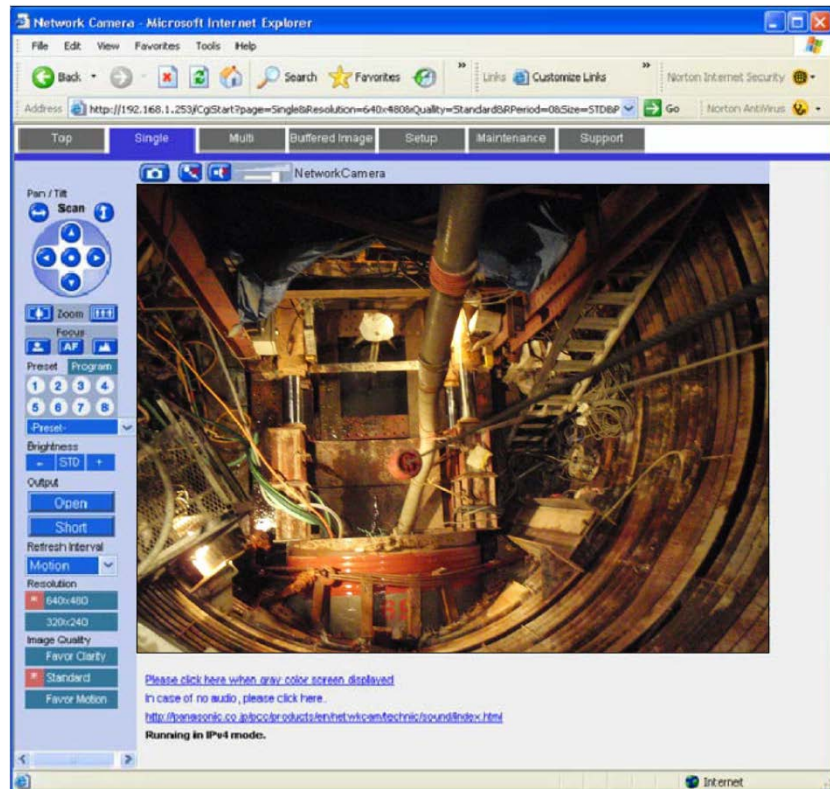 Network Camera - Microsoft Internet Explorer
File Edit View Favorites Tools Help
Back Search Favorites » Links Customize Links » Norton Internet Security
Address http://192.168.1.253/CgiStart?page=Single&Resolution=640x480&Quality=Standard&RPeriod=0&Size=STD&P Go Norton AntiVirus
Top Single Multi Buffered Image Setup Maintenance Support
NetworkCamera
Pan / Tilt
Scan
Zoom
Focus
AF
Preset Program
1 2 3 4
5 6 7 8
-Preset-
Brightness
- STD +
Output
Open
Short
Refresh Interval
Motion
Resolution
640x480
320x240
Image Quality
Favor Clarity
Standard
Favor Motion
Please click here when gray color screen displayed
In case of no audio, please click here.
http://panasonic.co.jp/pcc/products/en/netwkcam/technic/sound/index.html
Running in IPv4 mode.
Internet